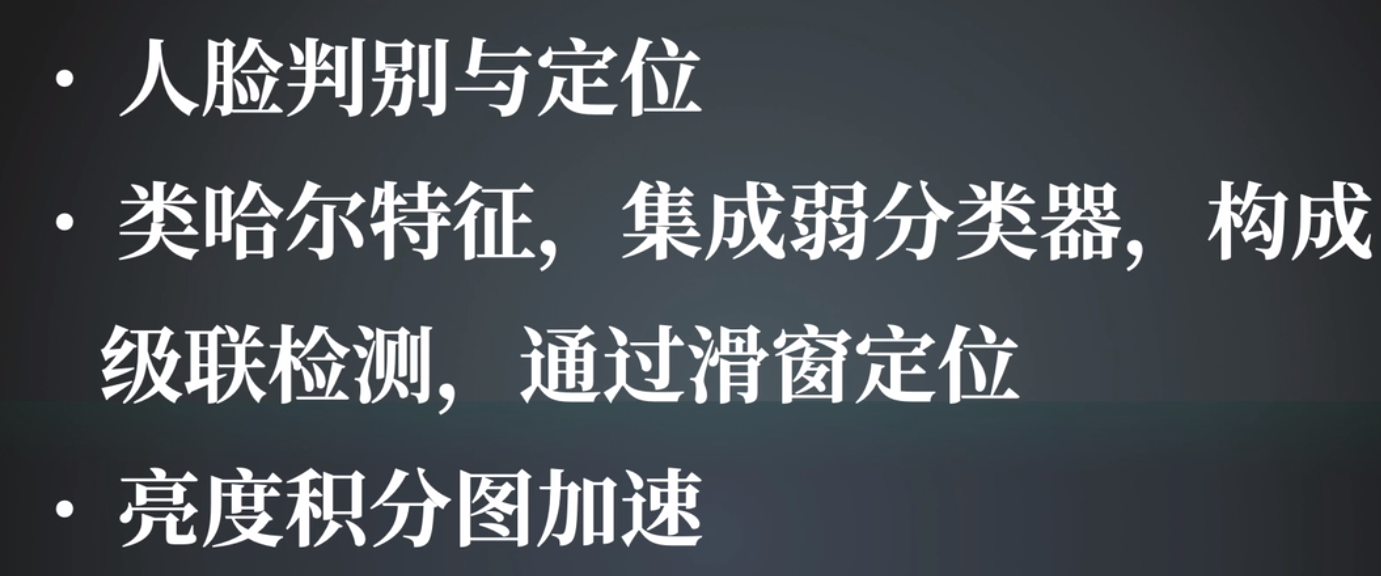 • 人脸判别与定位
• 类哈尔特征，集成弱分类器，构成
级联检测，通过滑窗定位
• 亮度积分图加速